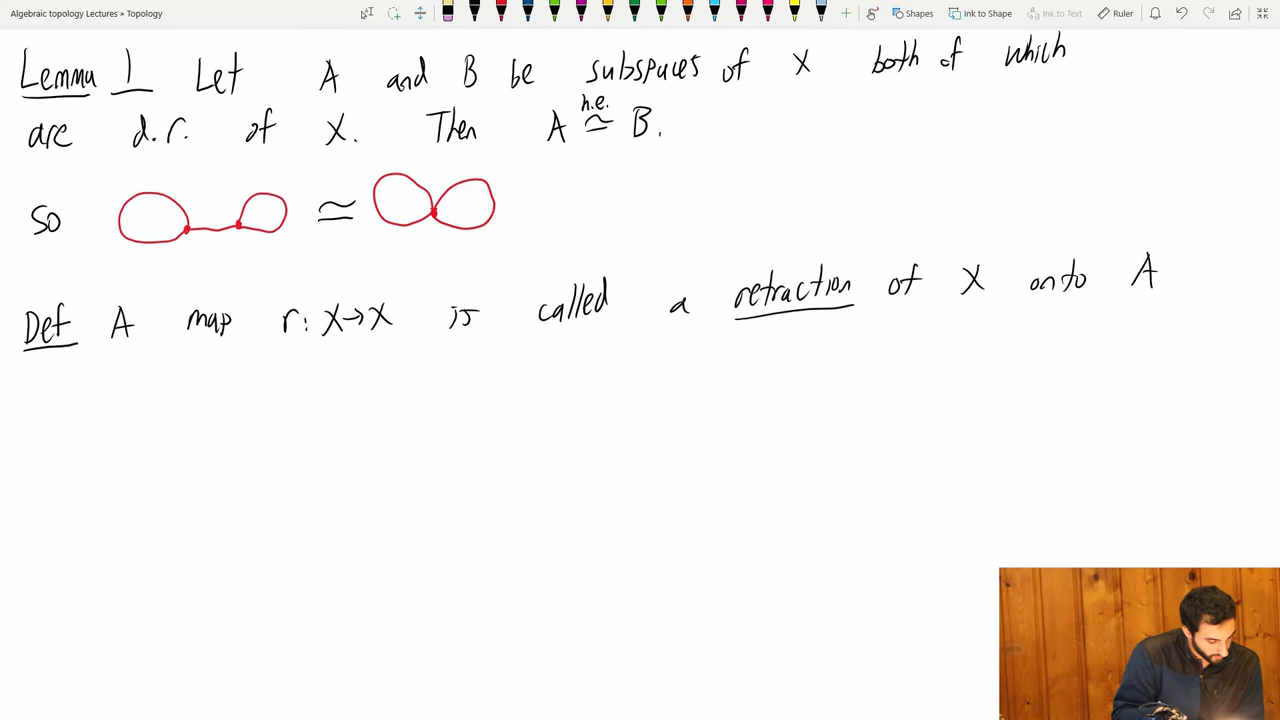 Algebraic topology Lectures » Topology
Shapes
Ink to Shape
Ink to Text
Ruler
Lemma 1 Let A and B be subspaces of X both of which
are d.r. of X. Then A h.e. ≅ B.
so ≃
Def A map r: X→X is called a retraction of X onto A